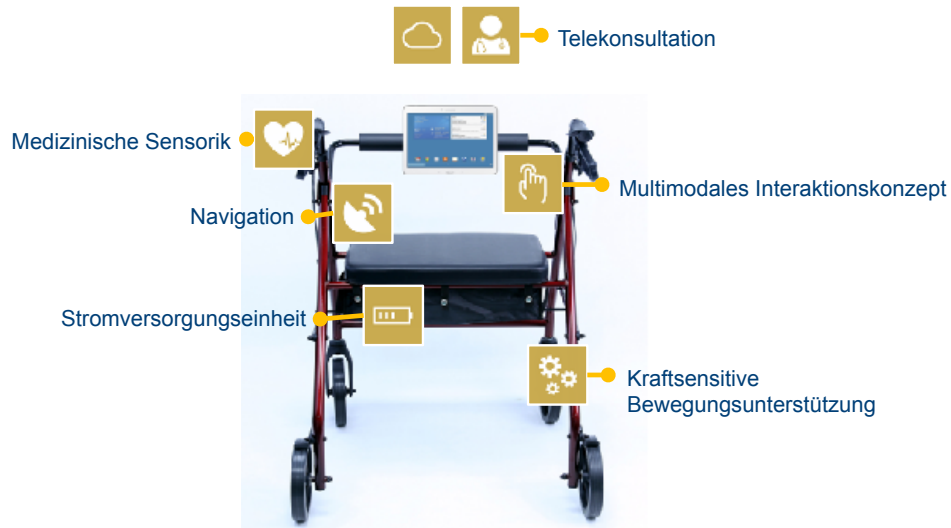 Telekonsultation
Medizinische Sensorik
Multimodales Interaktionskonzept
Navigation
Stromversorgungseinheit
Kraftsensitive
Bewegungsunterstützung